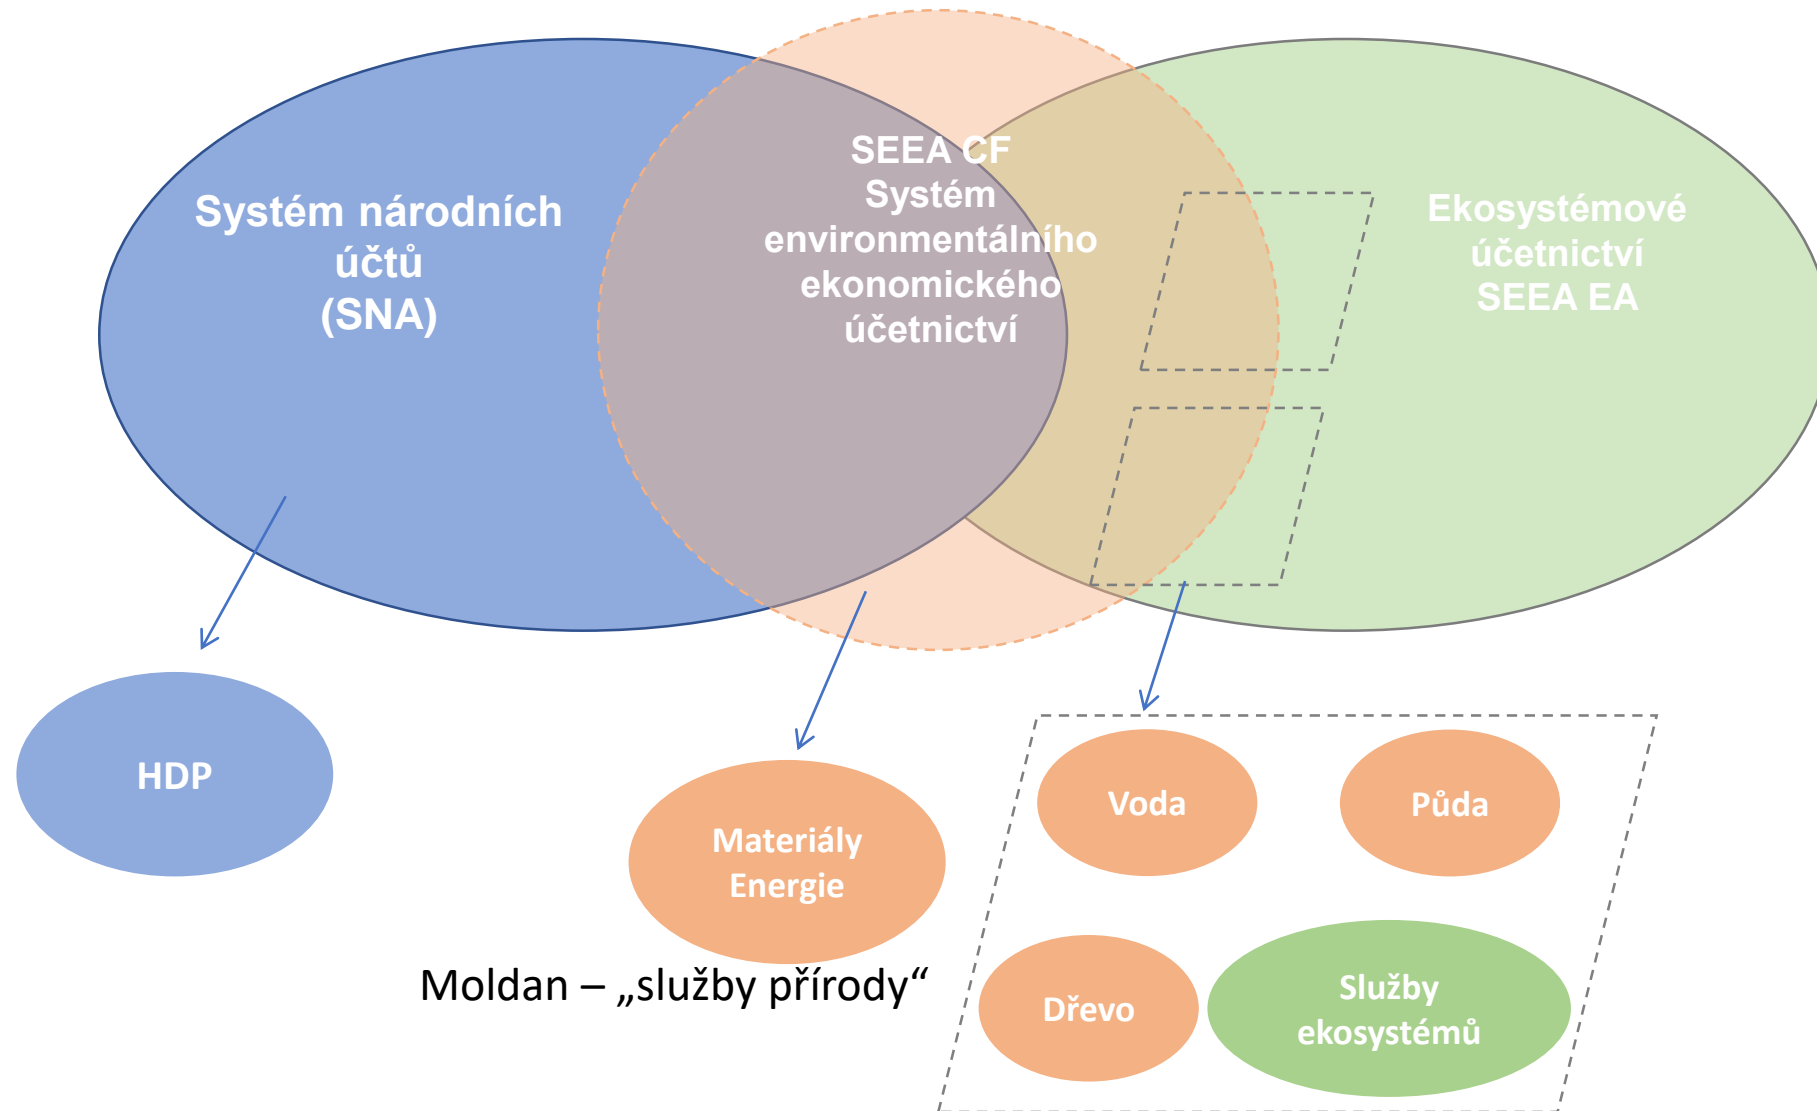 Systém národních
účtů
(SNA)
SEEA CF
Systém
environmentálního
ekonomického
účetnictví
Ekosystémové
účetnictví
SEEA EA
HDP
Materiály
Energie
Voda
Půda
Moldan – „služby přírody“
Dřevo
Služby
ekosystémů